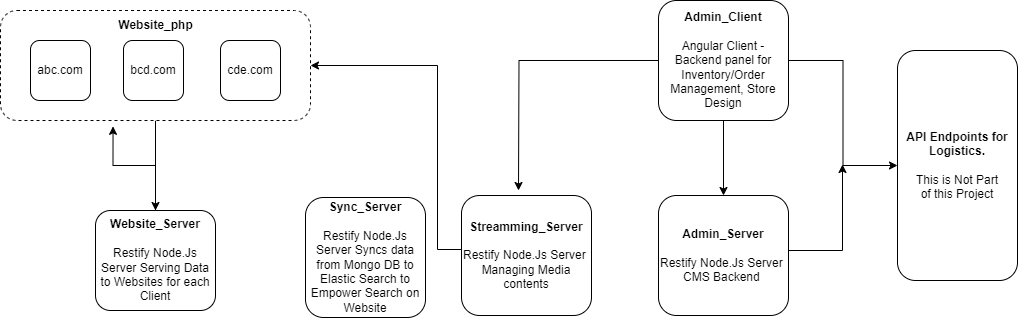 Website_php
abc.com
bcd.com
cde.com
Admin_Client
Angular Client -
Backend panel for
Inventory/Order
Management, Store
Design
API Endpoints for
Logistics.
This is Not Part
of this Project
Website_Server
Restify Node.Js
Server Serving Data
to Websites for each
Client
Sync_Server
Restify Node.Js
Server Syncs data
from Mongo DB to
Elastic Search to
Empower Search on
Website
Streamming_Server
Restify Node.Js Server
Managing Media
contents
Admin_Server
Restify Node.Js Server
CMS Backend